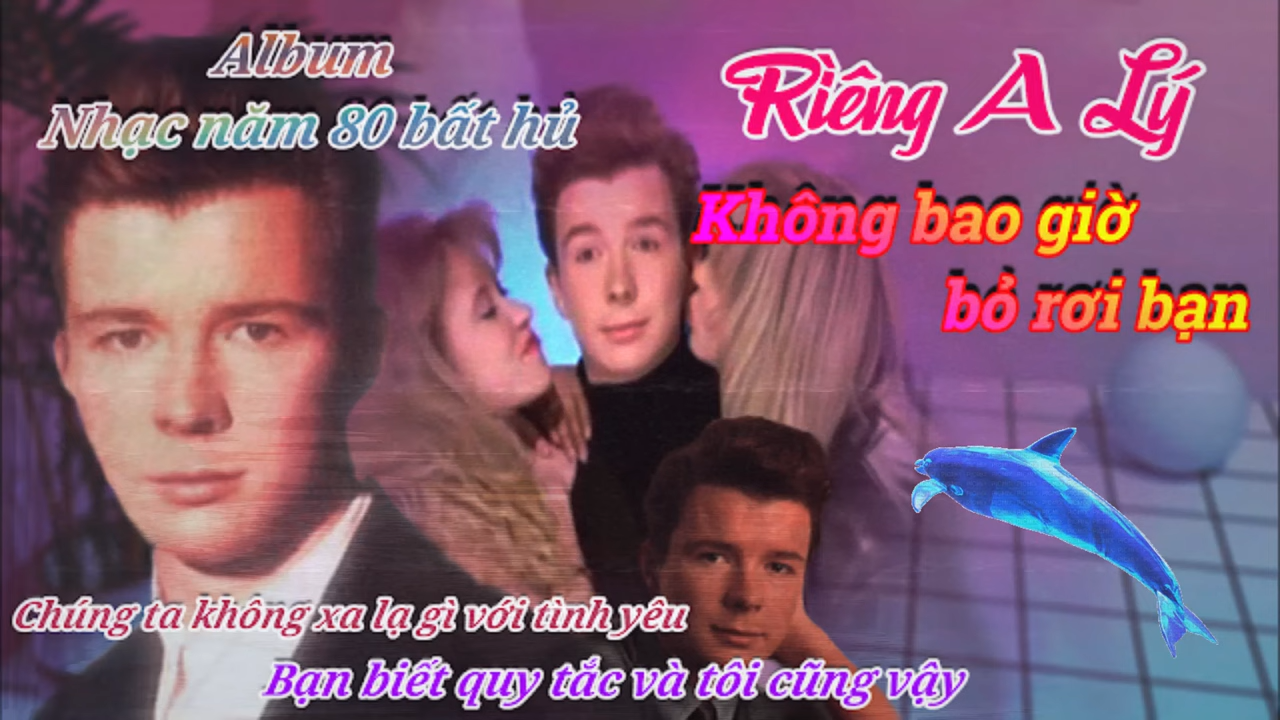 Album
Nhạc năm 80 bất hủ
Rìêng A Lý
Không bao giờ
bỏ rơi bạn
Chúng ta không xa lạ gì với tình yêu
Bạn biết quy tắc và tôi cũng vậy